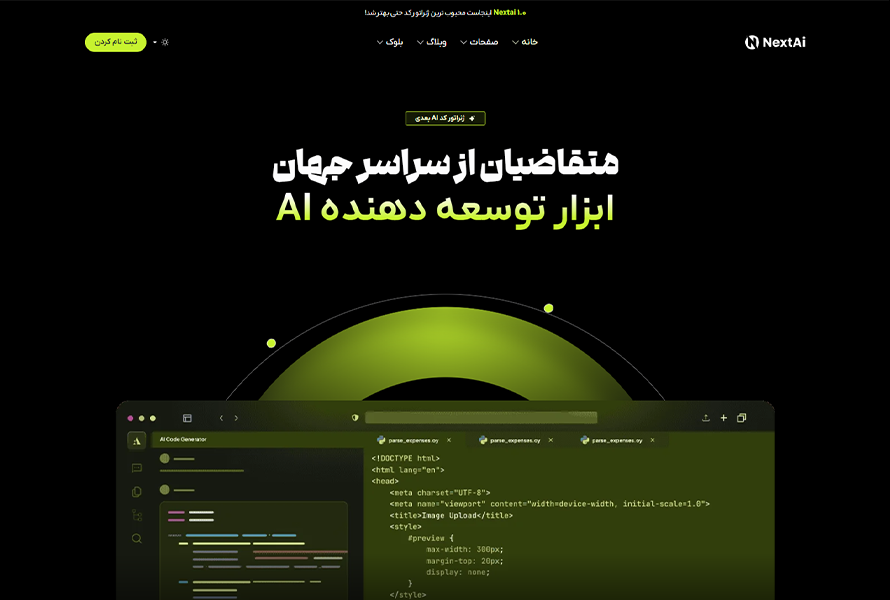 Nextai ۱.۰ اینجاست محبوب ترین ژنراتور کد حتی بهتر شد!
NextAi
خانه
صفحات
وبلاگ
بلوک
ثبت نام کردن
ژنراتور کد AI بعدی
متقاضیان از سراسر جهان
ابزار توسعه دهنده AI
A
AI Code Generator
parse_expenses.oy
parse_expenses.oy
parse_expenses.oy
<!DOCTYPE html>
<html lang="en">
<head>
<meta charset="UTF-8">
<meta name="viewport" content="width=device-width, initial-scale=1.0">
<title>Image Upload</title>
<style>
#preview {
max-width: 300px;
margin-top: 20px;
display: none;
}
</style>